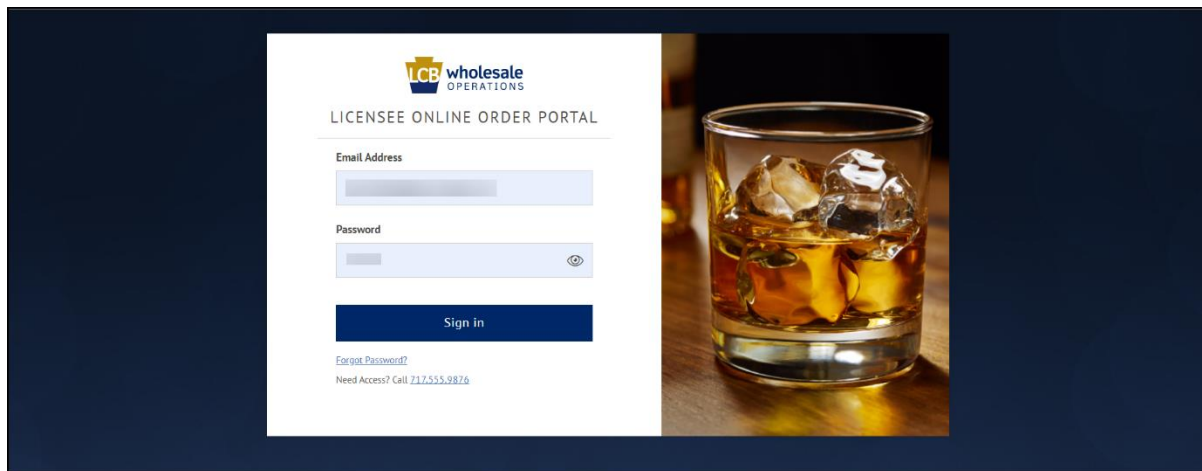 LCB wholesale
OPERATIONS
LICENSEE ONLINE ORDER PORTAL
Email Address
Password
Sign in
Forgot Password?
Need Access? Call 717.555.9876